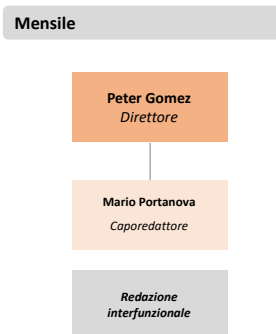 Mensile
Peter Gomez
Direttore
Mario Portanova
Caporedattore
Redazione
interfunzionale